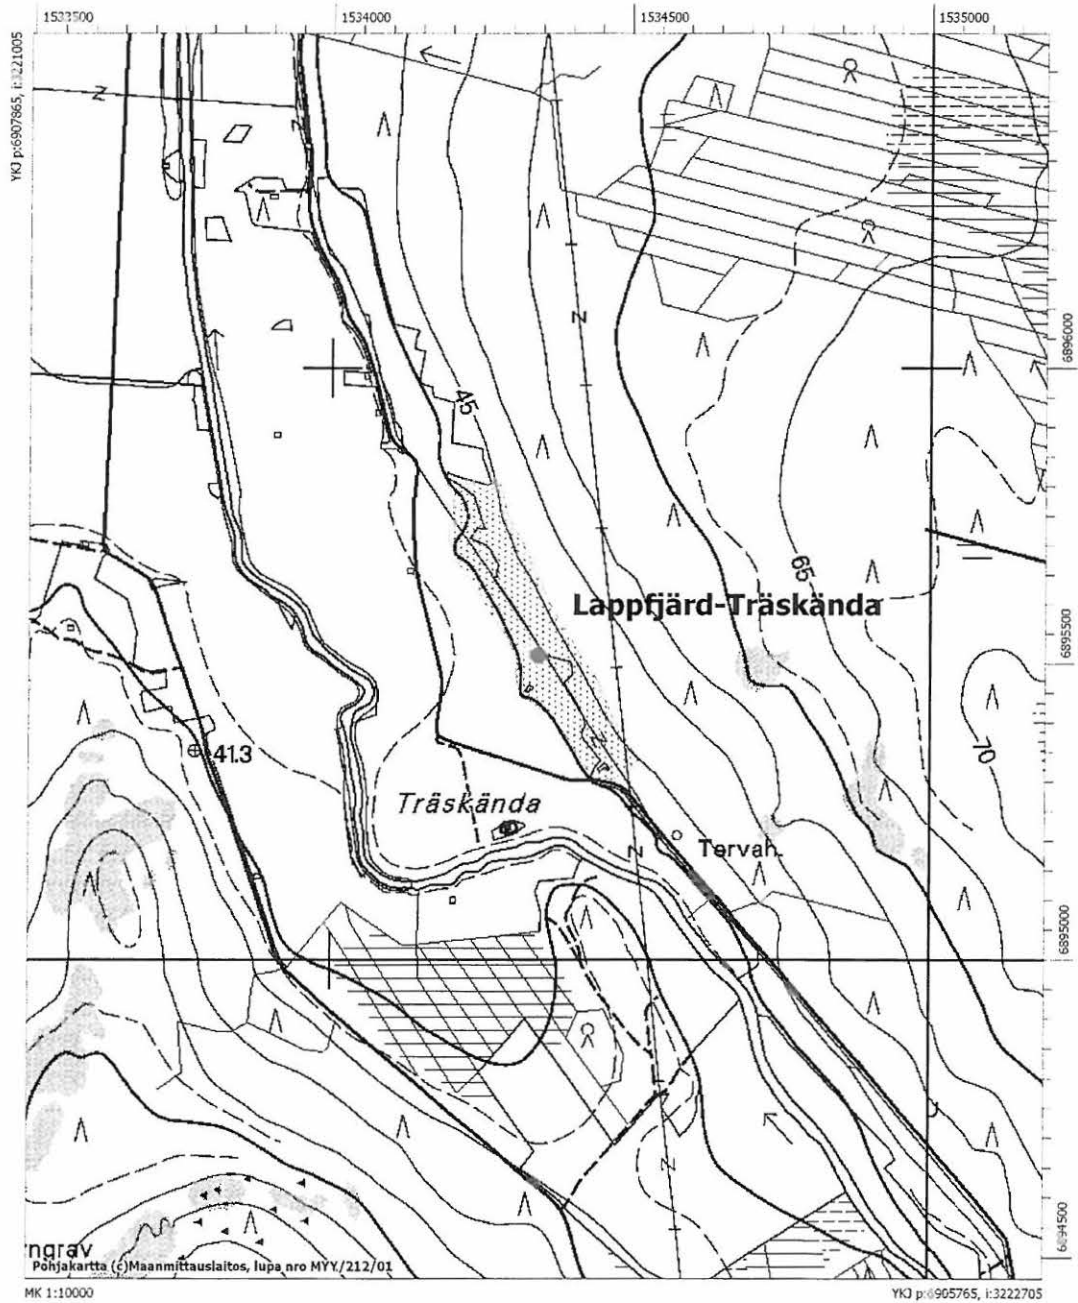 1533500 1534000 1534500 1535000
YKJ p:6907865, i:3221005
6896000
45
65
Lappfjärd-Träskända
6895500
41.3
70
Träskända
Tervah.
6895000
6894500
ngrav
Pohjakartta (c)Maanmittauslaitos, lupa nro MYY/212/01
MK 1:10000
YKJ p:6905765, i:3222705